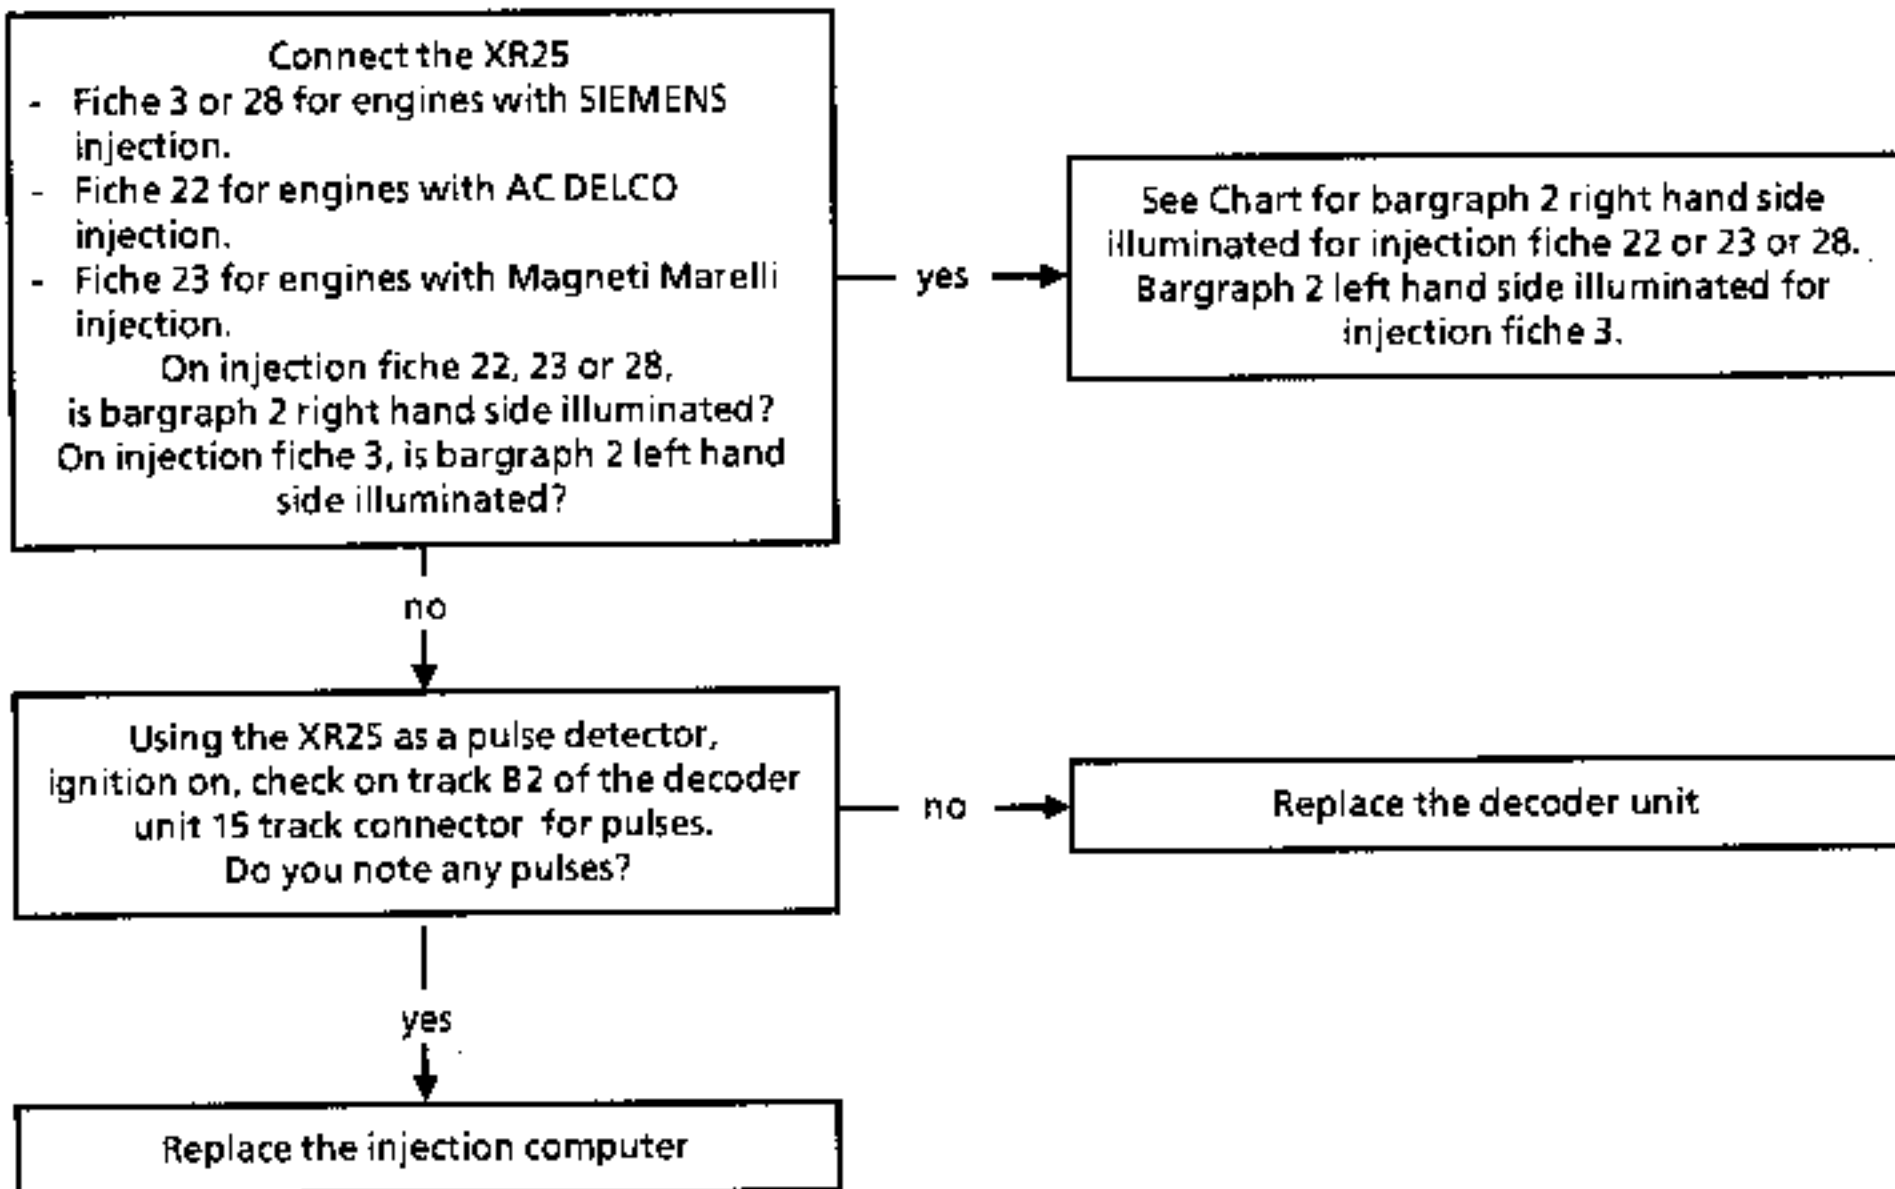 Connect the XR25
- Fiche 3 or 28 for engines with SIEMENS
injection.
- Fiche 22 for engines with AC DELCO
injection.
- Fiche 23 for engines with Magneti Marelli
injection.
On injection fiche 22, 23 or 28,
is bargraph 2 right hand side illuminated?
On injection fiche 3, is bargraph 2 left hand
side illuminated?
yes
See Chart for bargraph 2 right hand side
illuminated for injection fiche 22 or 23 or 28.
Bargraph 2 left hand side illuminated for
injection fiche 3.
no
Using the XR25 as a pulse detector,
ignition on, check on track B2 of the decoder
unit 15 track connector for pulses.
Do you note any pulses?
no
Replace the decoder unit
yes
Replace the injection computer